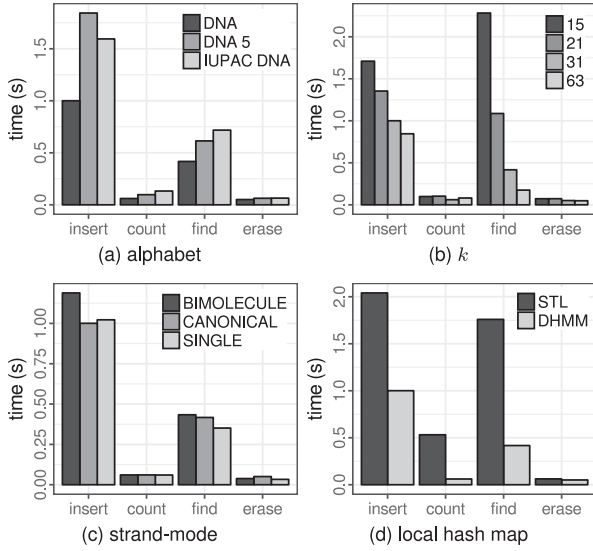 time (s)
0.0 0.5 1.0 1.5
DNA
DNA 5
IUPAC DNA
insert count find erase
(a) alphabet
time (s)
0.0 0.5 1.0 1.5 2.0
15
21
31
63
insert count find erase
(b) k
time (s)
0.00 0.25 0.50 0.75 1.00
BIMOLECULE
CANONICAL
SINGLE
insert count find erase
(c) strand-mode
time (s)
0.0 0.5 1.0 1.5 2.0
STL
DHMM
insert count find erase
(d) local hash map